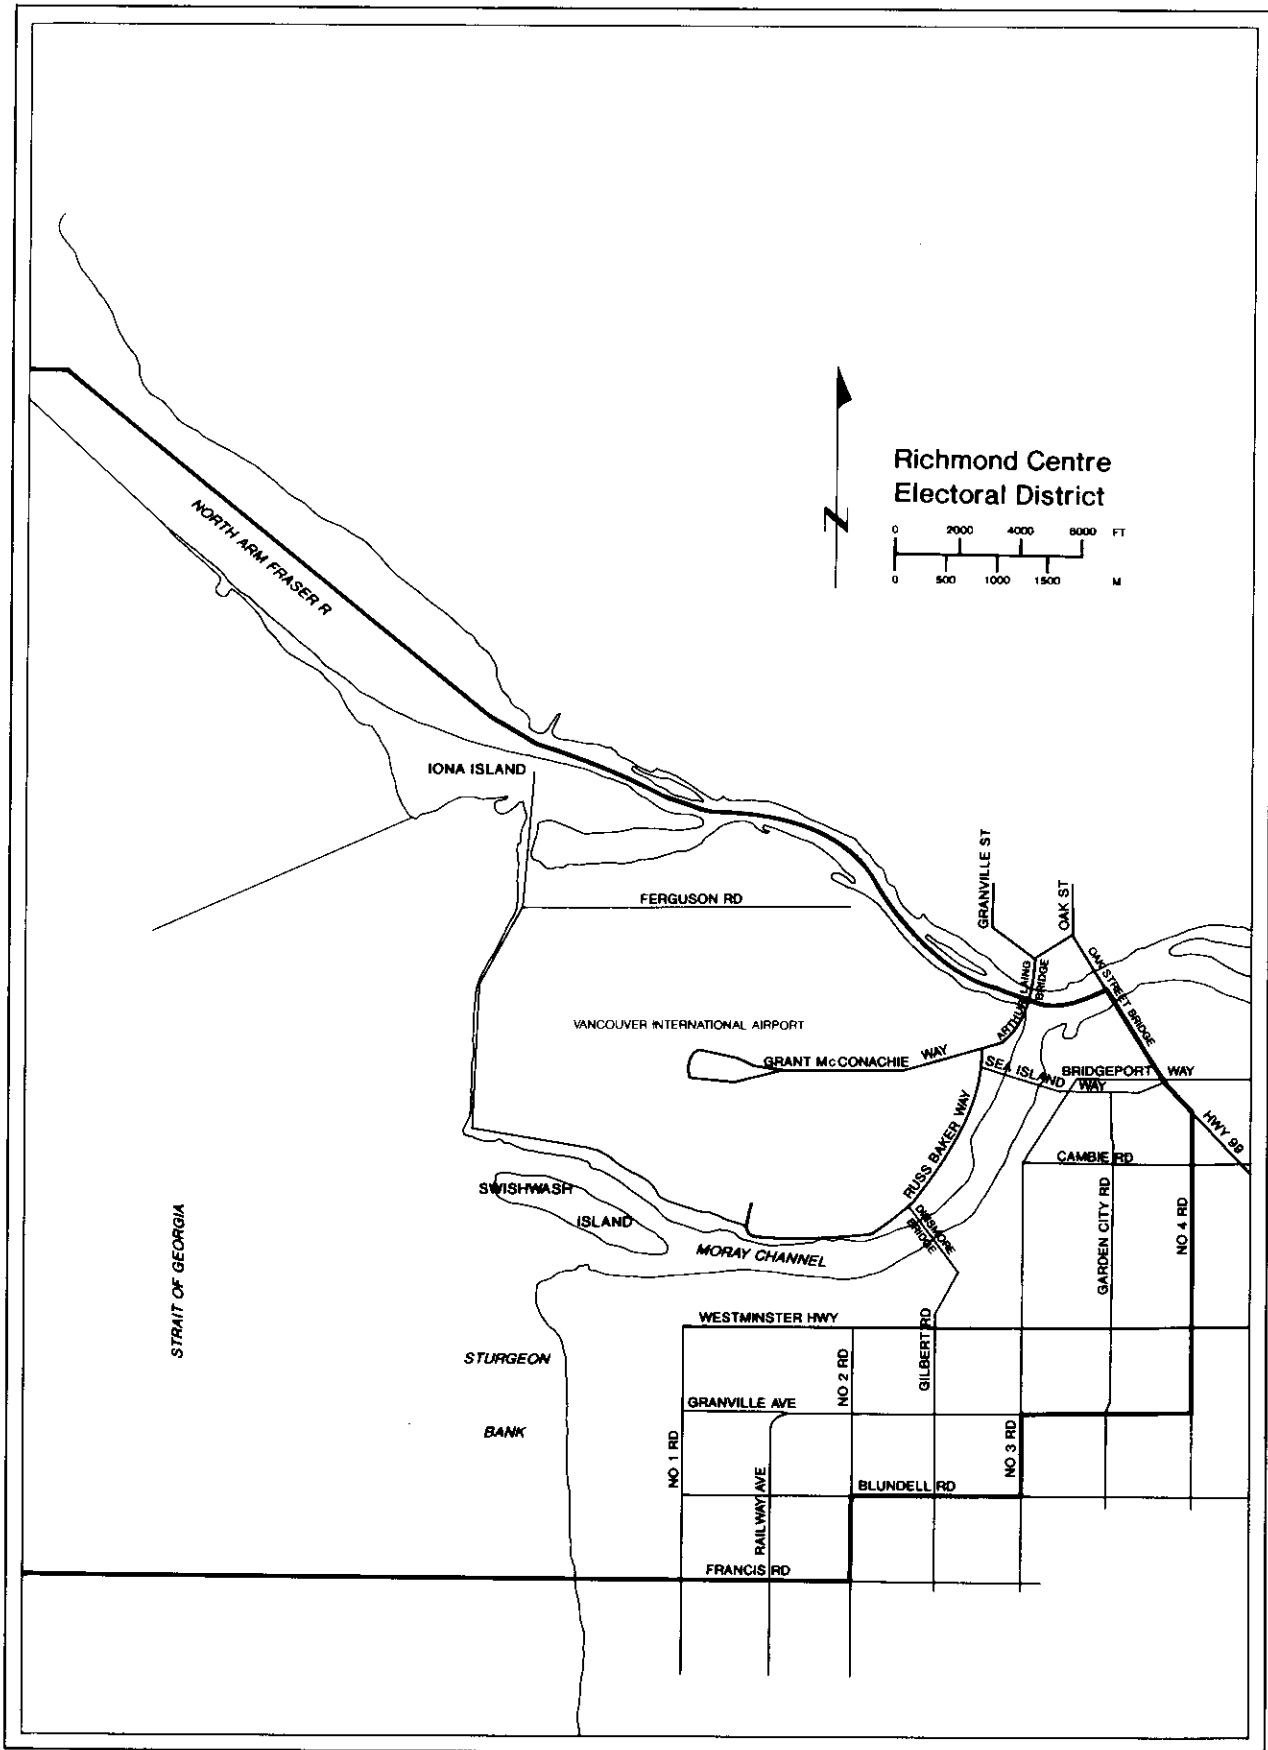 Richmond Centre
Electoral District
0 2000 4000 6000 FT
0 500 1000 1500 M
N
NORTH ARM FRASER R
IONA ISLAND
GRANVILLE ST
OAK ST
FERGUSON RD
OAK STREET BRIDGE
ARTHUR LAING
BRIDGE
VANCOUVER INTERNATIONAL AIRPORT
GRANT McCONACHIE WAY
SEA ISLAND WAY
BRIDGEPORT WAY
RUSS BAKER WAY
HWY 99
CAMBIE RD
SWISHWASH
ISLAND
DINSMORE
BRIDGE
GARDEN CITY RD
NO 4 RD
MORAY CHANNEL
STRAIT OF GEORGIA
WESTMINSTER HWY
STURGEON
BANK
NO 2 RD
GILBERT RD
GRANVILLE AVE
NO 1 RD
NO 3 RD
RAILWAY AVE
BLUNDELL RD
FRANCIS RD